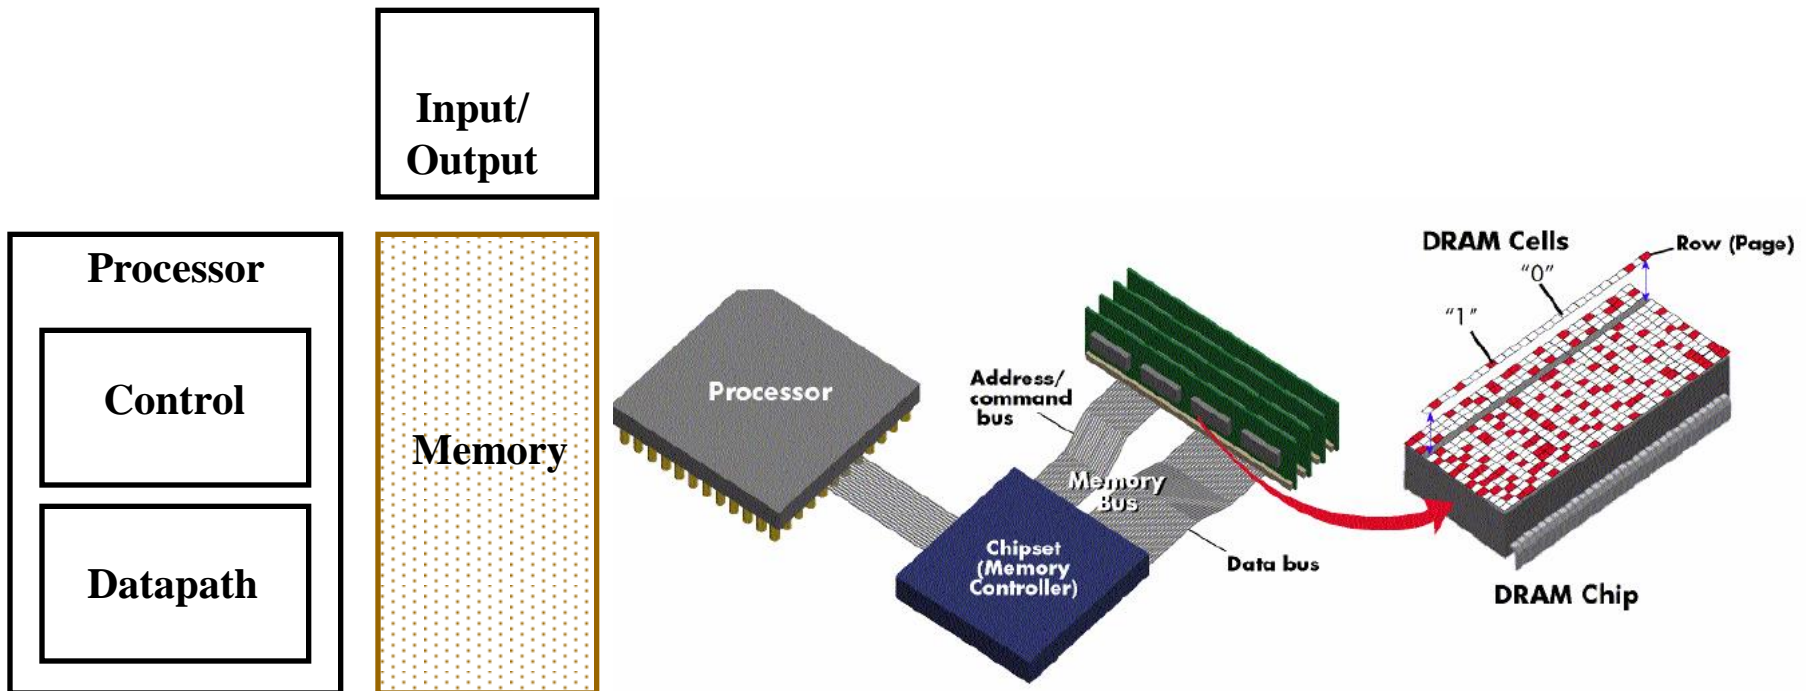 Input/
Output
Processor
Control
Datapath
Memory
Processor
Address/
command
bus
Memory
Bus
Chipset
(Memory
Controller)
Data bus
DRAM Cells
Row (Page)
"0"
"1"
DRAM Chip